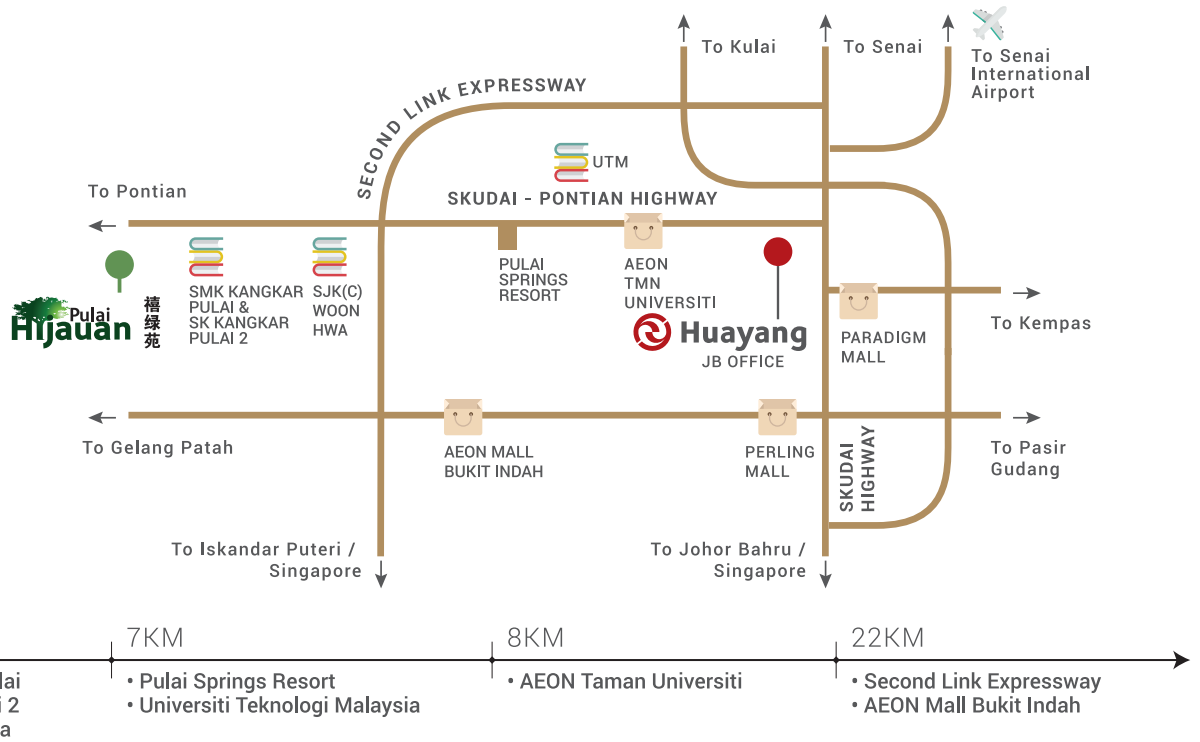 To Kulai
To Senai
To Senai
International
Airport
SECOND LINK EXPRESSWAY
UTM
To Pontian
SKUDAI - PONTIAN HIGHWAY
Pulai
Hijauan
禧绿苑
SMK KANGKAR
PULAI &
SK KANGKAR
PULAI 2
SJK(C)
WOON
HWA
PULAI
SPRINGS
RESORT
AEON
TMN
UNIVERSITI
Huayang
JB OFFICE
PARADIGM
MALL
To Kempas
To Gelang Patah
AEON MALL
BUKIT INDAH
PERLING
MALL
SKUDAI
HIGHWAY
To Pasir
Gudang
To Iskandar Puteri /
Singapore
To Johor Bahru /
Singapore
7KM
8KM
22KM
lai
i 2
a
• Pulai Springs Resort
• Universiti Teknologi Malaysia
• AEON Taman Universiti
• Second Link Expressway
• AEON Mall Bukit Indah